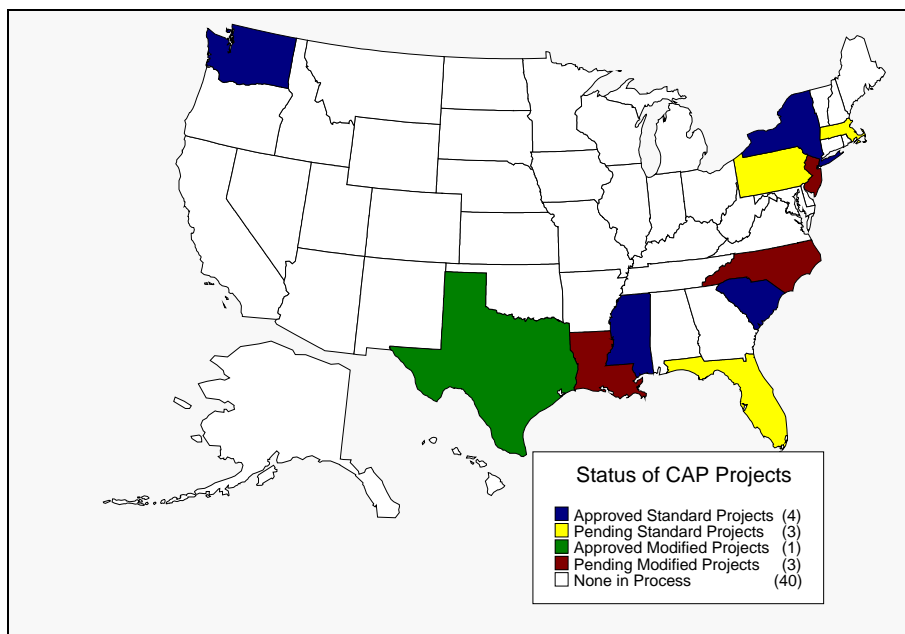 Status of CAP Projects
Approved Standard Projects (4)
Pending Standard Projects (3)
Approved Modified Projects (1)
Pending Modified Projects (3)
None in Process (40)